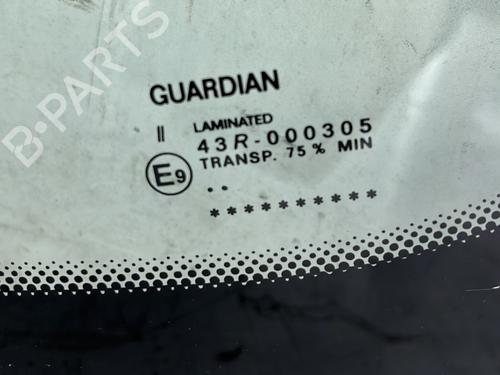 B-PARTS
GUARDIAN
II LAMINATED
43R-000305
E9 TRANSP. 75% MIN
..
**********